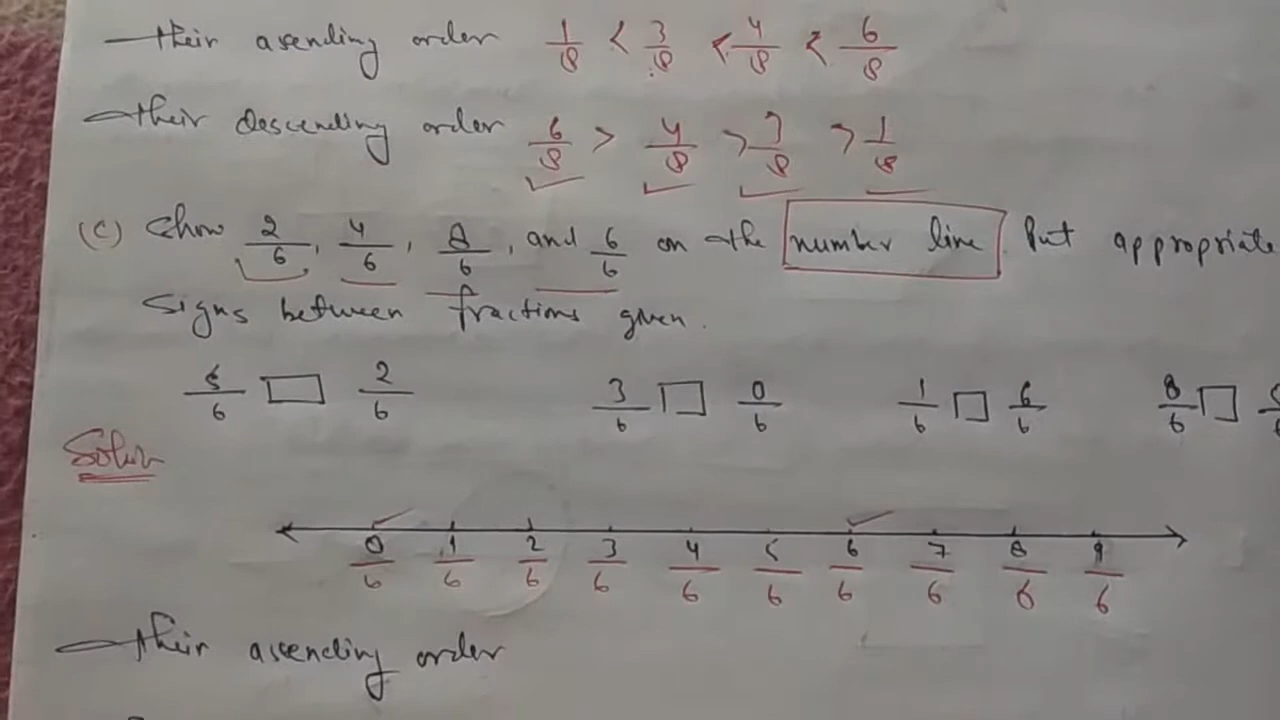 their asending order 1/8 < 3/8 < 4/8 < 6/8
their descending order 6/8 > 4/8 > 3/8 > 1/8
(c) Show 2/6, 4/6, 8/6, and 6/6 on the number line. Put appropriate
signs between fractions given.
5/6 □ 2/6 3/6 □ 0/6 1/6 □ 6/6 8/6 □
Soln
0/6 1/6 2/6 3/6 4/6 5/6 6/6 7/6 8/6 9/6
their ascending order